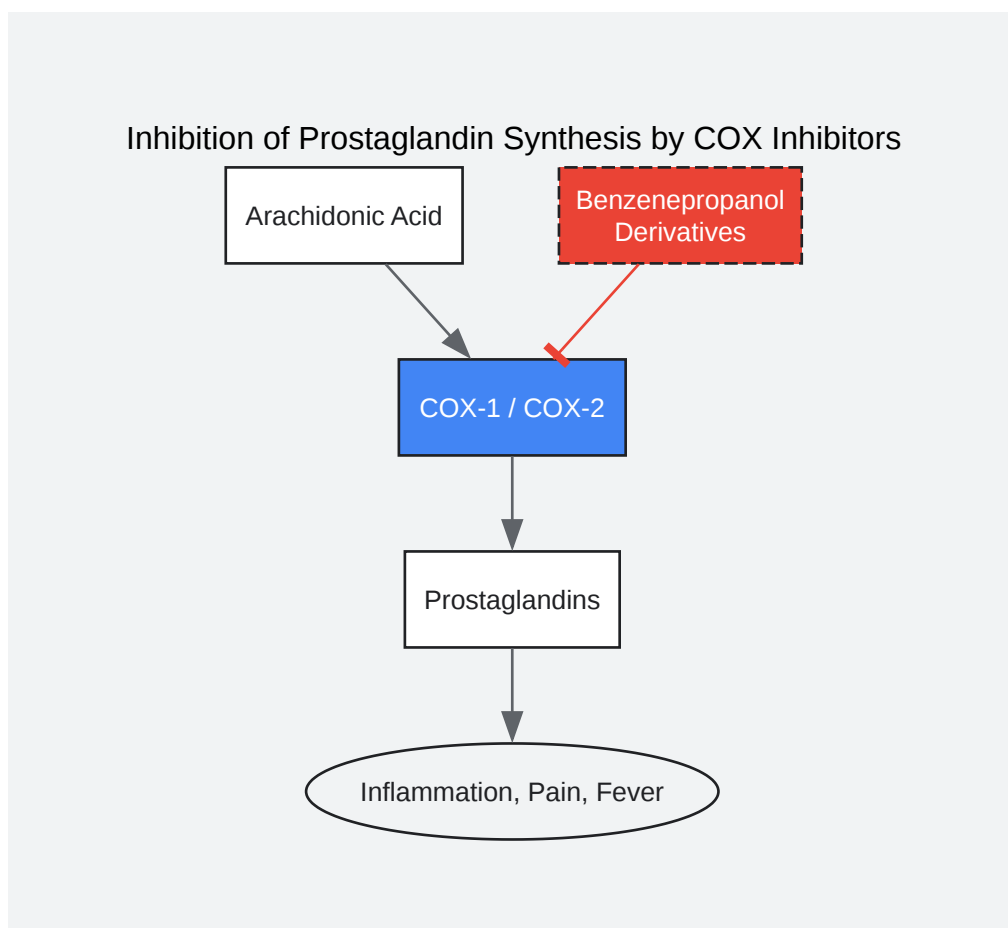 Inhibition of Prostaglandin Synthesis by COX Inhibitors
Arachidonic Acid
Benzenepropanol
Derivatives
COX-1 / COX-2
Prostaglandins
Inflammation, Pain, Fever